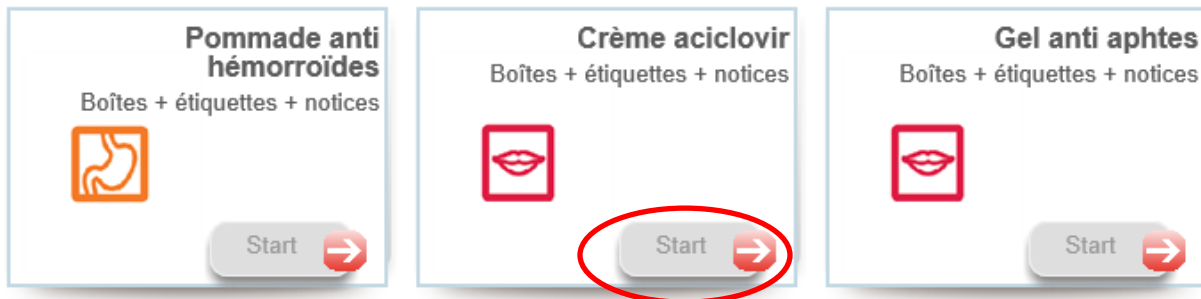 Pommade anti
hémorroïdes
Boîtes + étiquettes + notices
Start
Crème aciclovir
Boîtes + étiquettes + notices
Start
Gel anti aphtes
Boîtes + étiquettes + notices
Start